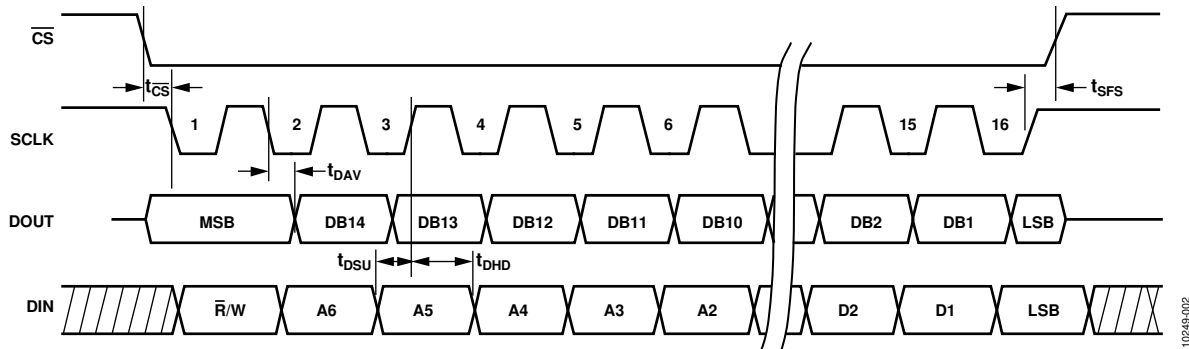 CS̅
tCS̅
tSFS
SCLK
1 2 3 4 5 6 15 16
tDAV
DOUT
MSB DB14 DB13 DB12 DB11 DB10 DB2 DB1 LSB
tDSU
tDHD
DIN
R̅/W A6 A5 A4 A3 A2 D2 D1 LSB
10249-002